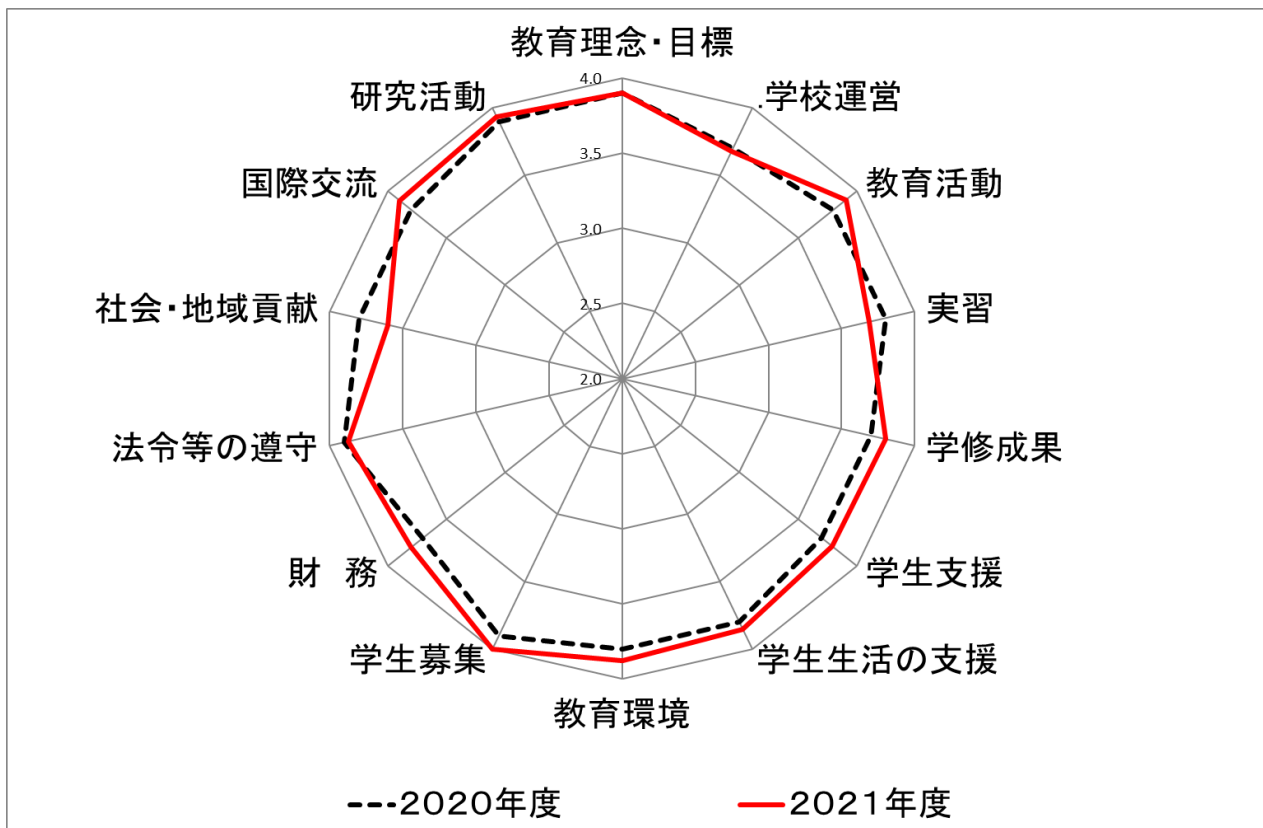 教育理念・目標
4.0
研究活動
.学校運営
3.5
国際交流
教育活動
3.0
社会・地域貢献
2.5
実習
2.0
法令等の遵守
学修成果
財　務
学生支援
学生募集
学生生活の支援
教育環境
2020年度
2021年度